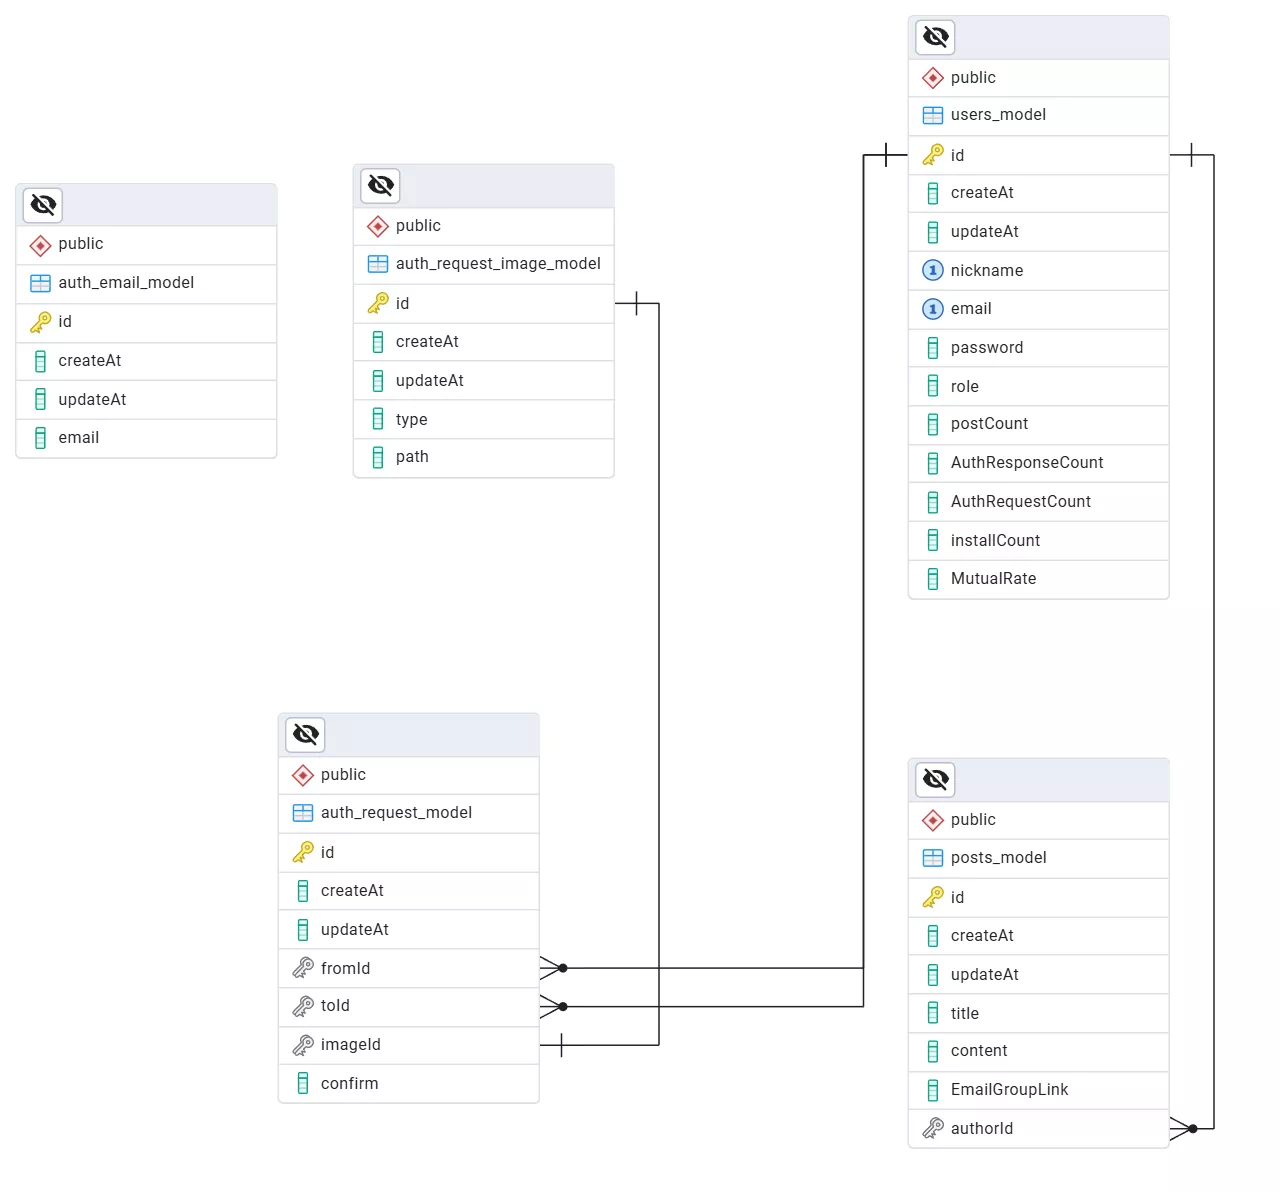 public
auth_email_model
id
createAt
updateAt
email
public
auth_request_image_model
id
createAt
updateAt
type
path
public
users_model
id
createAt
updateAt
1 nickname
1 email
password
role
postCount
AuthResponseCount
AuthRequestCount
installCount
MutualRate
public
auth_request_model
id
createAt
updateAt
fromId
toId
imageId
confirm
public
posts_model
id
createAt
updateAt
title
content
EmailGroupLink
authorId